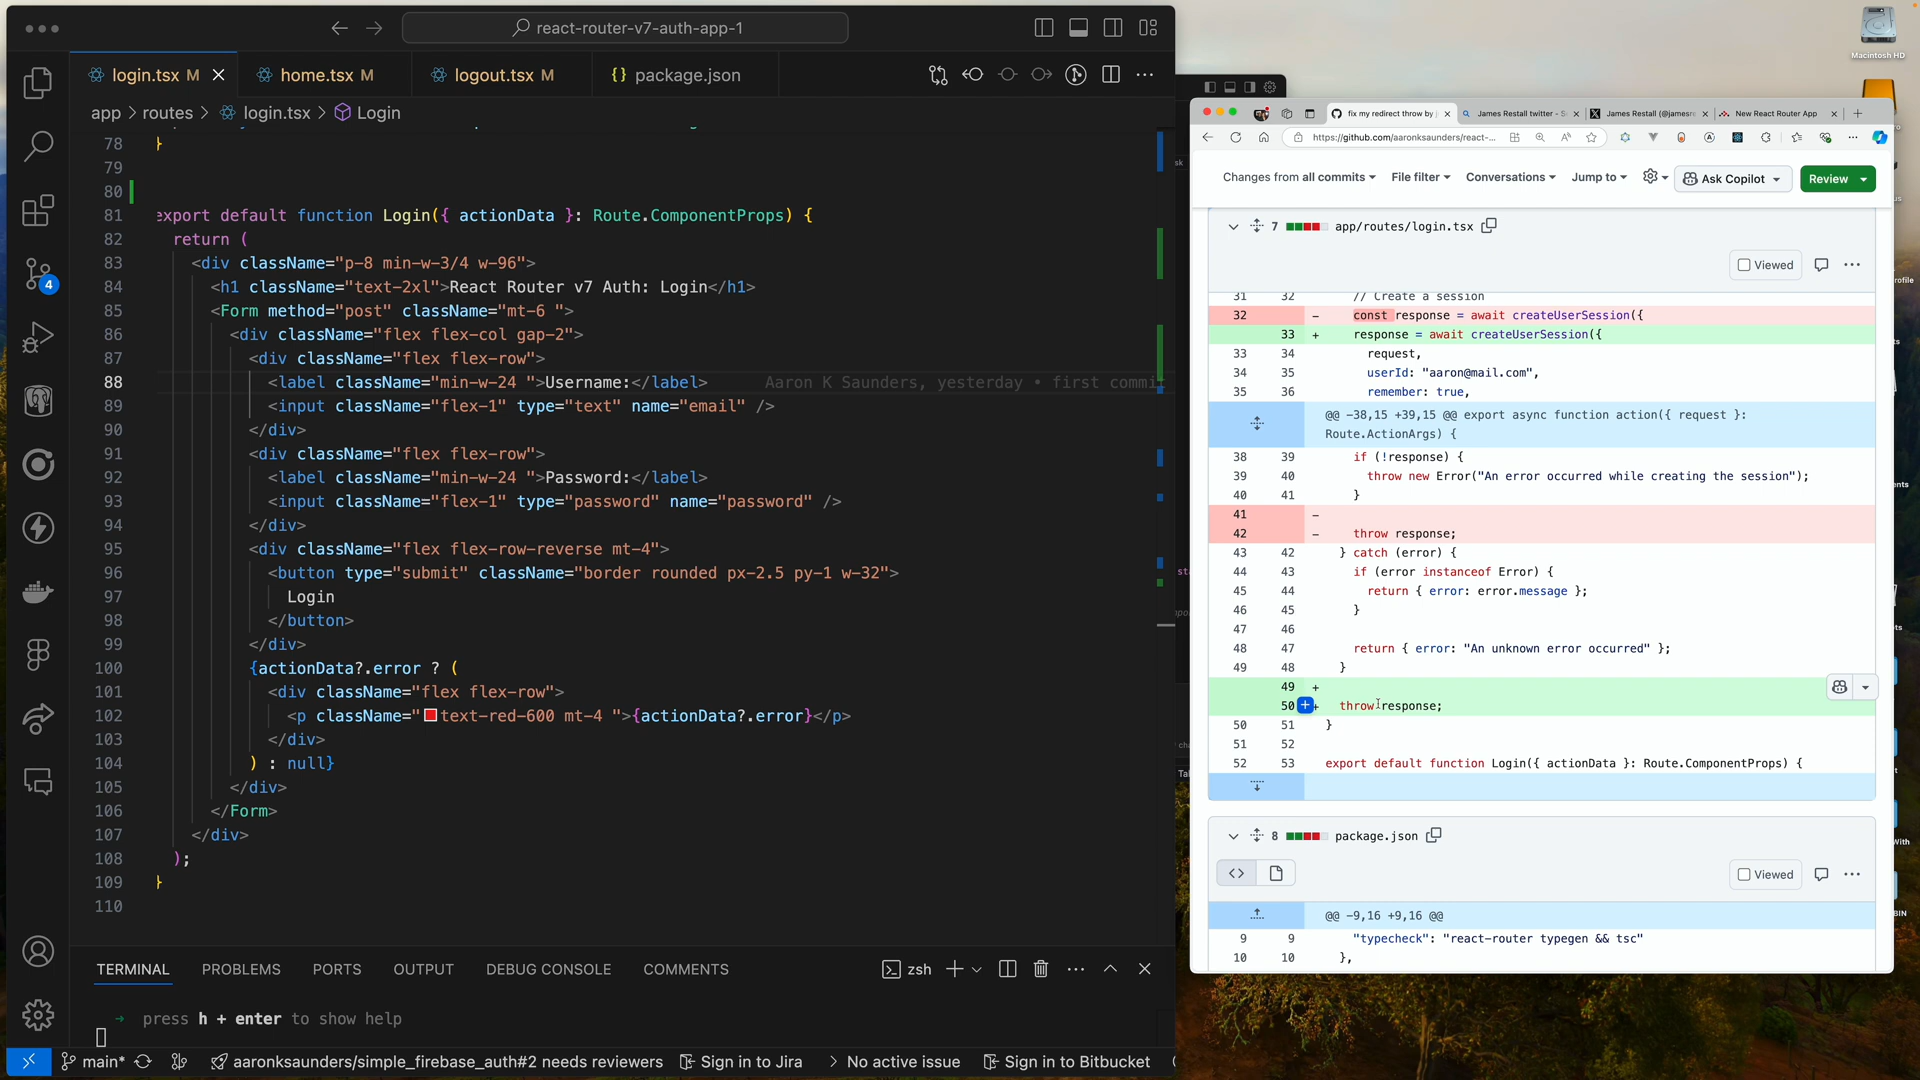 react-router-v7-auth-app-1
login.tsx M
home.tsx M
logout.tsx M
{} package.json
app > routes > login.tsx > Login
78 }
79
80
81 export default function Login({ actionData }: Route.ComponentProps) {
82 return (
83 <div className="p-8 min-w-3/4 w-96">
84 <h1 className="text-2xl">React Router v7 Auth: Login</h1>
85 <Form method="post" className="mt-6 ">
86 <div className="flex flex-col gap-2">
87 <div className="flex flex-row">
88 <label className="min-w-24 ">Username:</label> Aaron K Saunders, yesterday • first commi
89 <input className="flex-1" type="text" name="email" />
90 </div>
91 <div className="flex flex-row">
92 <label className="min-w-24 ">Password:</label>
93 <input className="flex-1" type="password" name="password" />
94 </div>
95 <div className="flex flex-row-reverse mt-4">
96 <button type="submit" className="border rounded px-2.5 py-1 w-32">
97 Login
98 </button>
99 </div>
100 {actionData?.error ? (
101 <div className="flex flex-row">
102 <p className="text-red-600 mt-4 ">{actionData?.error}</p>
103 </div>
104 ) : null}
105 </div>
106 </Form>
107 </div>
108 );
109 }
110
4
TERMINAL PROBLEMS PORTS OUTPUT DEBUG CONSOLE COMMENTS
zsh
→ press h + enter to show help
main* aaronksaunders/simple_firebase_auth#2 needs reviewers Sign in to Jira > No active issue Sign in to Bitbucket
Macintosh HD
fix my redirect throw by j
James Restall twitter - S
James Restall (@jamesre
New React Router App
https://github.com/aaronksaunders/react-...
Changes from all commits File filter Conversations Jump to Ask Copilot Review
7 app/routes/login.tsx
Viewed
31 32 // Create a session
32 - const response = await createUserSession({
33 + response = await createUserSession({
33 34 request,
34 35 userId: "aaron@mail.com",
35 36 remember: true,
@@ -38,15 +39,15 @@ export async function action({ request }:
Route.ActionArgs) {
38 39 if (!response) {
39 40 throw new Error("An error occurred while creating the session");
40 41 }
41 -
42 - throw response;
43 42 } catch (error) {
44 43 if (error instanceof Error) {
45 44 return { error: error.message };
46 45 }
47 46
48 47 return { error: "An unknown error occurred" };
49 48 }
49 +
50 + throw response;
50 51 }
51 52
52 53 export default function Login({ actionData }: Route.ComponentProps) {
8 package.json
Viewed
@@ -9,16 +9,16 @@
9 9 "typecheck": "react-router typegen && tsc"
10 10 },